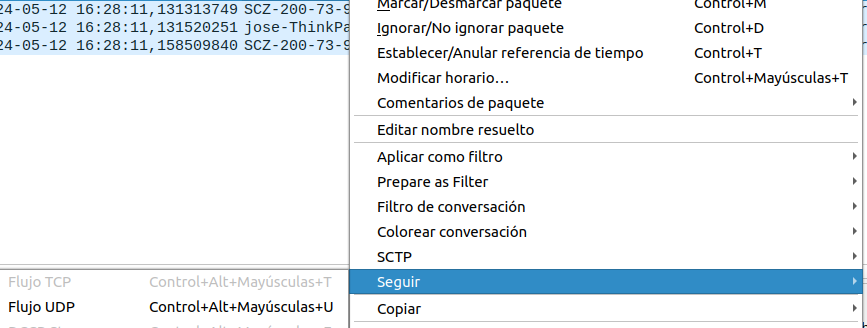 24-05-12 16:28:11,131313749 SCZ-200-73-9
24-05-12 16:28:11,131520251 jose-ThinkPa
24-05-12 16:28:11,158509840 SCZ-200-73-9
Marcar/Desmarcar paquete Control+M
Ignorar/No ignorar paquete Control+D
Establecer/Anular referencia de tiempo Control+T
Modificar horario… Control+Mayúsculas+T
Comentarios de paquete
Editar nombre resuelto
Aplicar como filtro
Prepare as Filter
Filtro de conversación
Colorear conversación
SCTP
Seguir
Copiar
Flujo TCP Control+Alt+Mayúsculas+T
Flujo UDP Control+Alt+Mayúsculas+U